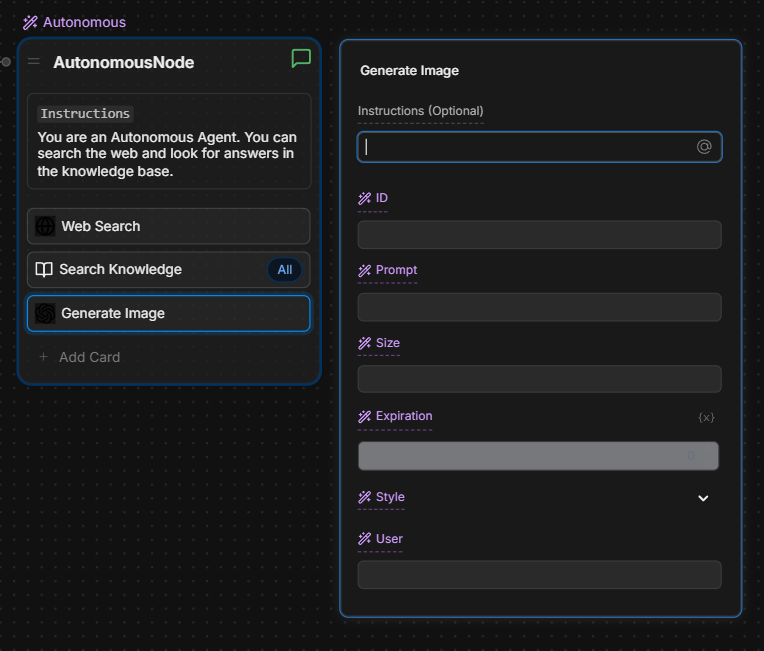 Autonomous
AutonomousNode
Instructions
You are an Autonomous Agent. You can
search the web and look for answers in
the knowledge base.
Web Search
Search Knowledge
All
Generate Image
+ Add Card
Generate Image
Instructions (Optional)
@
ID
Prompt
Size
Expiration
{x}
0
Style
User